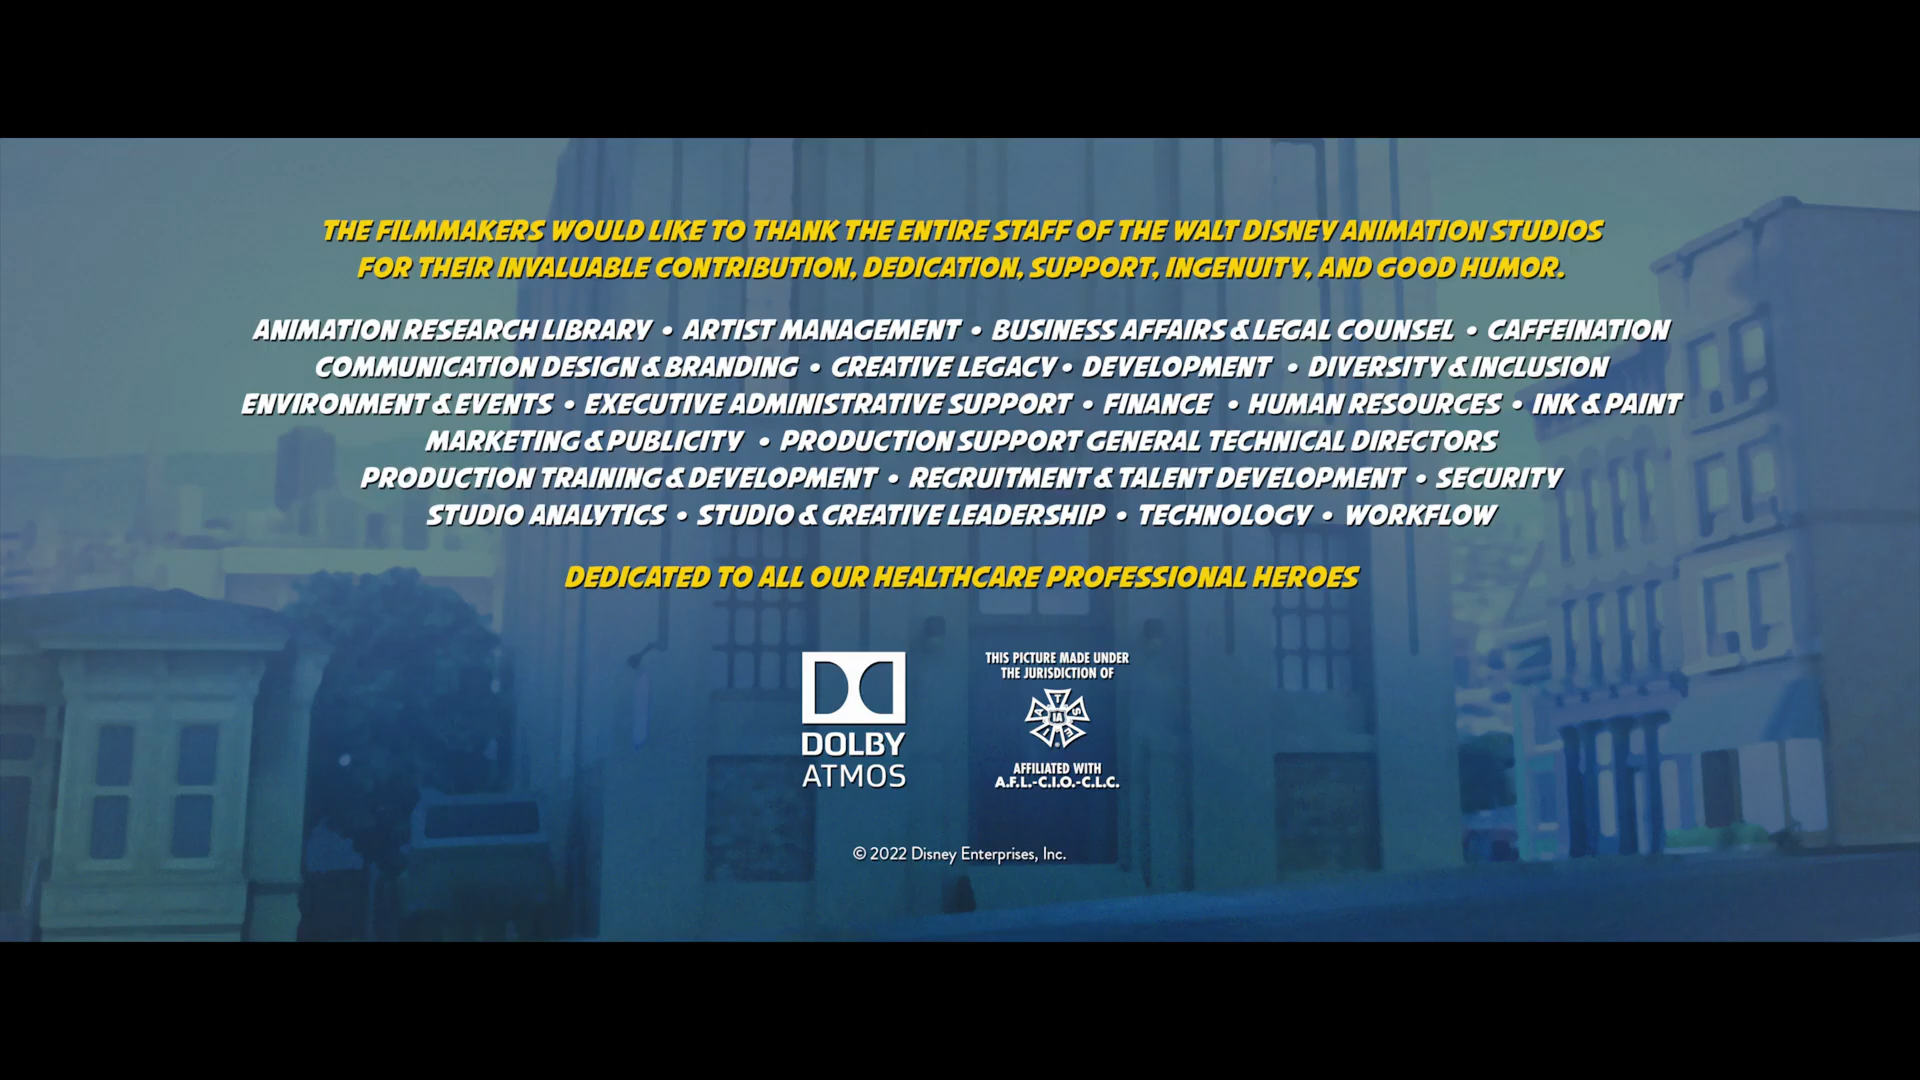 THE FILMMAKERS WOULD LIKE TO THANK THE ENTIRE STAFF OF THE WALT DISNEY ANIMATION STUDIOS
FOR THEIR INVALUABLE CONTRIBUTION, DEDICATION, SUPPORT, INGENUITY, AND GOOD HUMOR.
ANIMATION RESEARCH LIBRARY • ARTIST MANAGEMENT • BUSINESS AFFAIRS & LEGAL COUNSEL • CAFFEINATION
COMMUNICATION DESIGN & BRANDING • CREATIVE LEGACY • DEVELOPMENT • DIVERSITY & INCLUSION
ENVIRONMENT & EVENTS • EXECUTIVE ADMINISTRATIVE SUPPORT • FINANCE • HUMAN RESOURCES • INK & PAINT
MARKETING & PUBLICITY • PRODUCTION SUPPORT GENERAL TECHNICAL DIRECTORS
PRODUCTION TRAINING & DEVELOPMENT • RECRUITMENT & TALENT DEVELOPMENT • SECURITY
STUDIO ANALYTICS • STUDIO & CREATIVE LEADERSHIP • TECHNOLOGY • WORKFLOW
DEDICATED TO ALL OUR HEALTHCARE PROFESSIONAL HEROES
DOLBY
ATMOS
THIS PICTURE MADE UNDER
THE JURISDICTION OF
IATSE
IA
AFFILIATED WITH
A.F.L.-C.I.O.-C.L.C.
© 2022 Disney Enterprises, Inc.